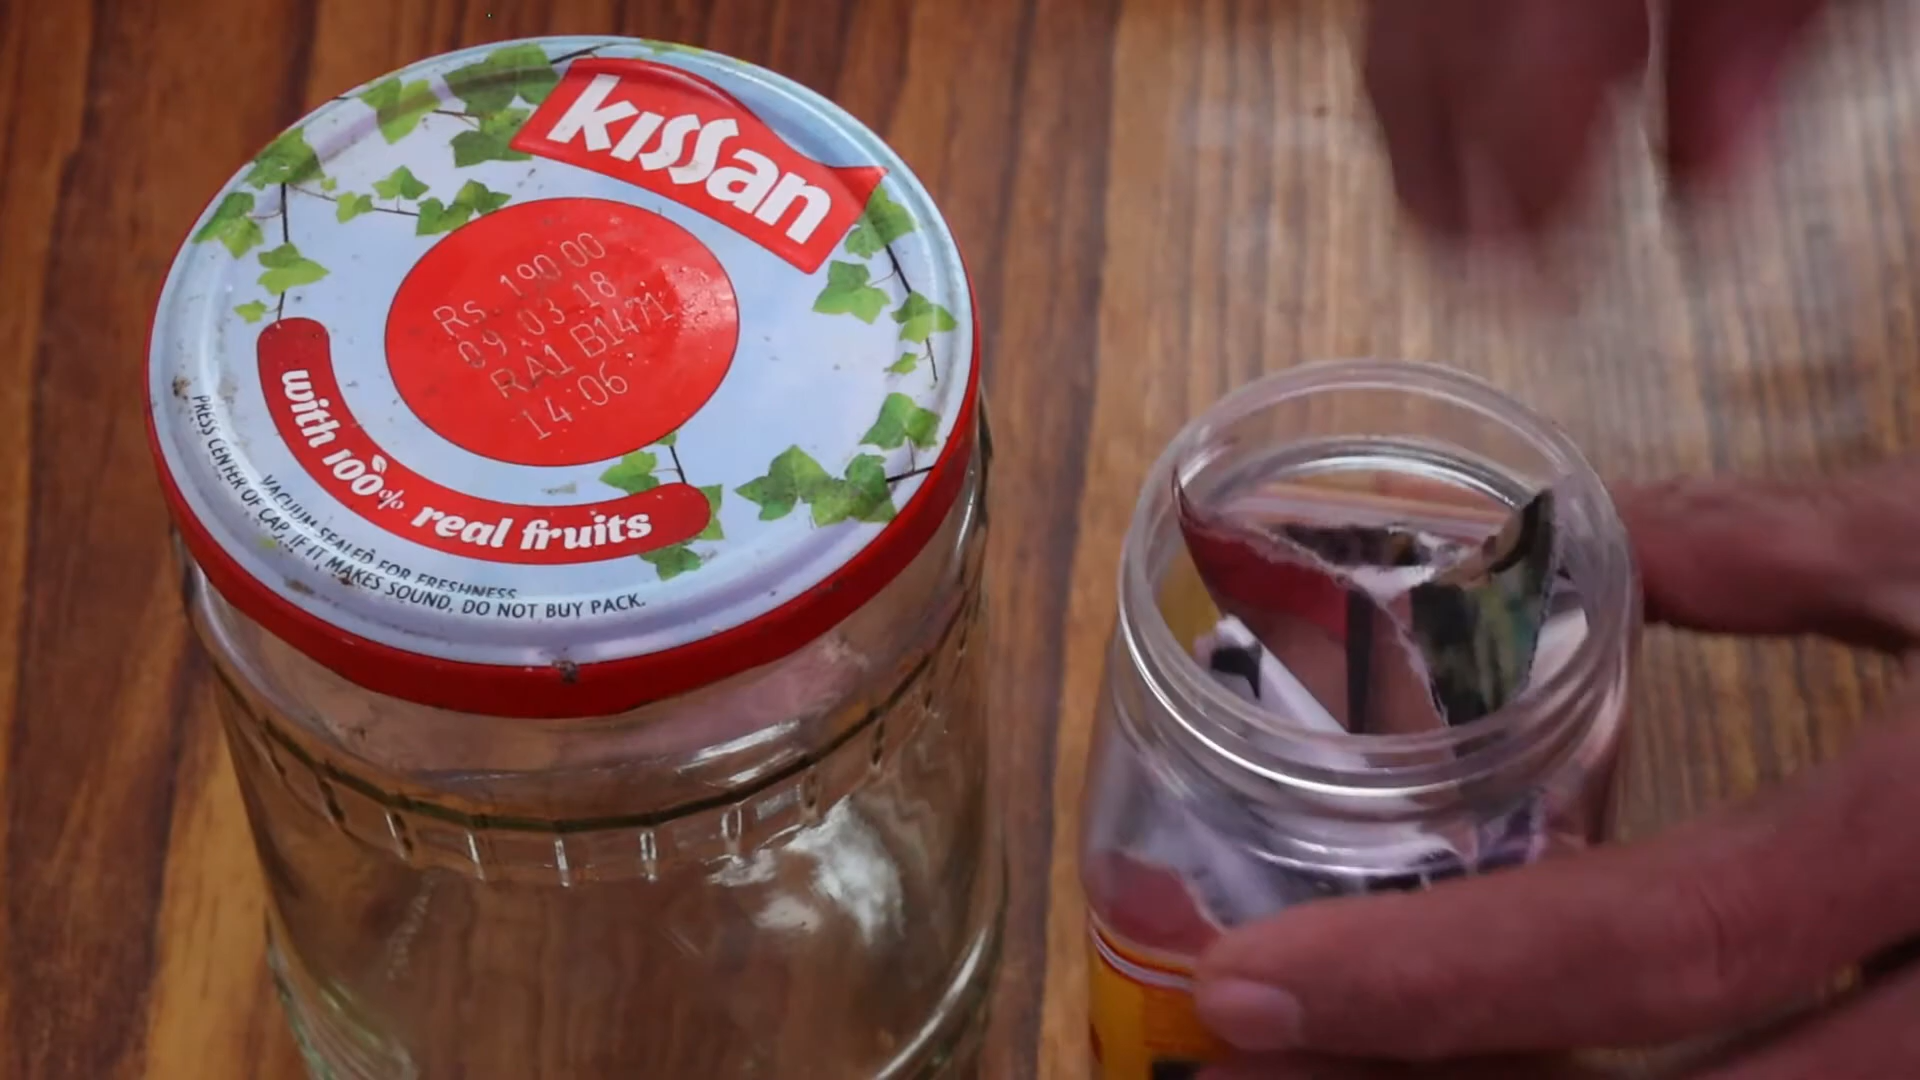 kissan
Rs. 190.00
09.03.18
RA1 B1471
14:06
with 100% real fruits
VACUUM SEALED FOR FRESHNESS
PRESS CENTER OF CAP, IF IT MAKES SOUND, DO NOT BUY PACK.